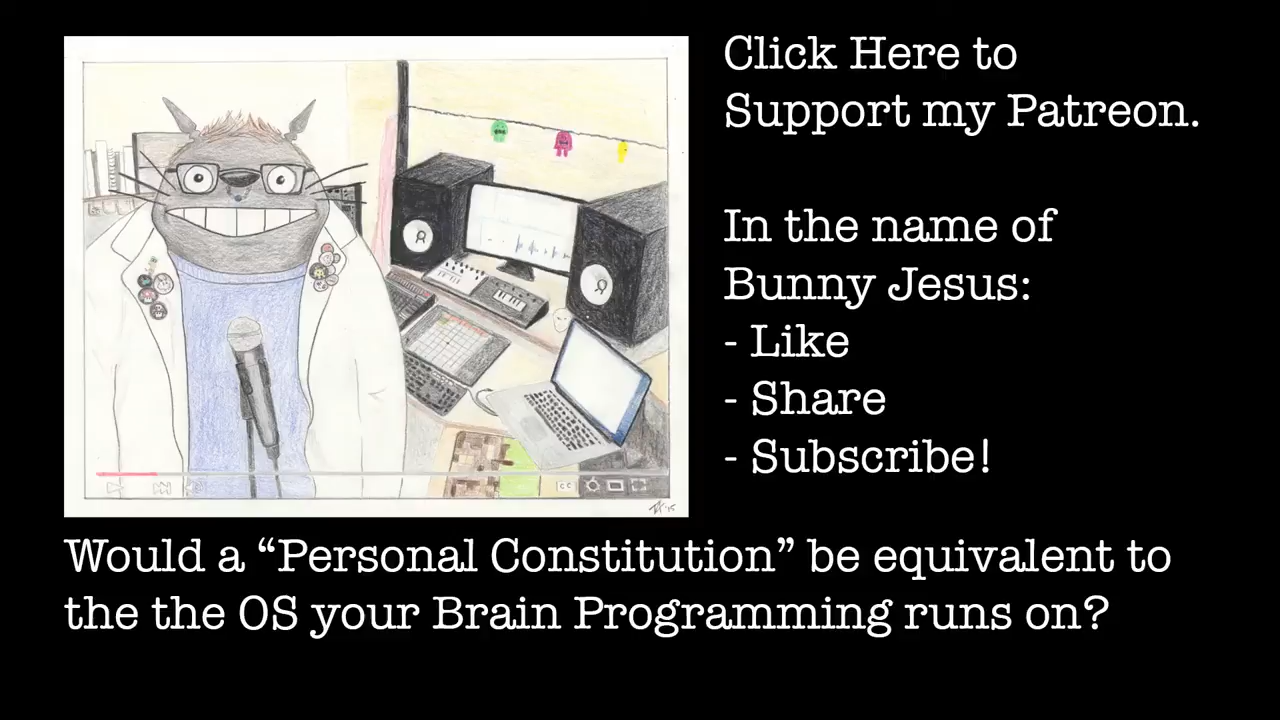 Click Here to
Support my Patreon.
In the name of
Bunny Jesus:
- Like
- Share
- Subscribe!
CC
Would a “Personal Constitution” be equivalent to
the the OS your Brain Programming runs on?